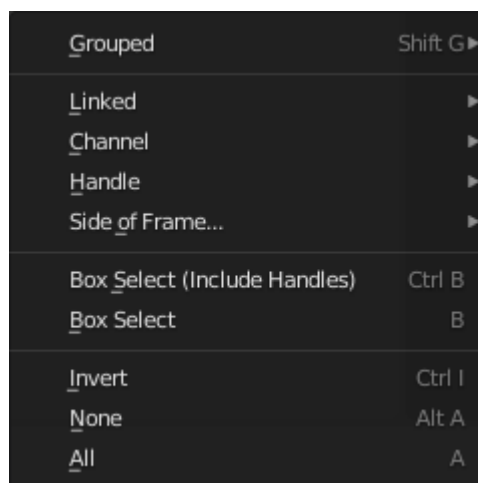 Grouped Shift G
Linked
Channel
Handle
Side of Frame...
Box Select (Include Handles) Ctrl B
Box Select B
Invert Ctrl I
None Alt A
All A